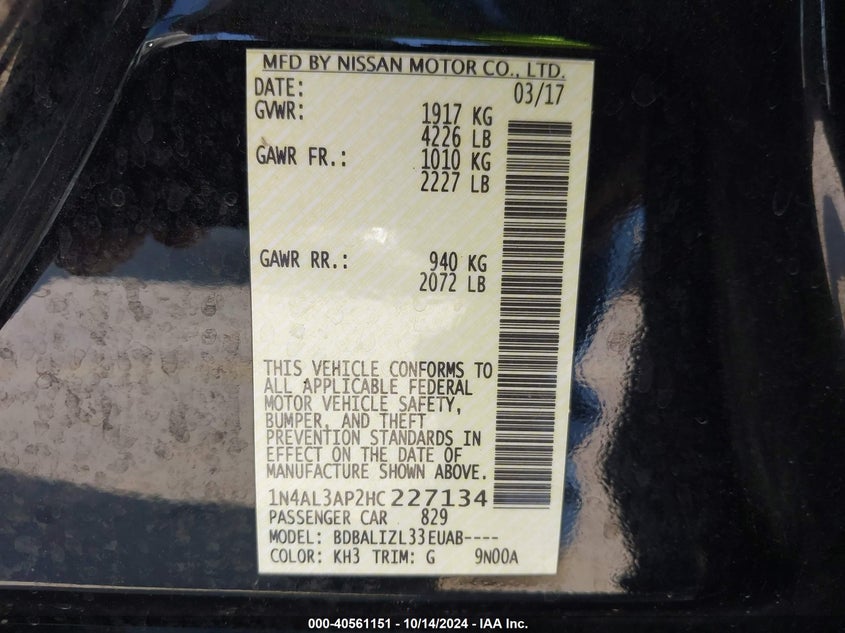 MFD BY NISSAN MOTOR CO., LTD.
DATE: 03/17
GVWR: 1917 KG
4226 LB
GAWR FR.: 1010 KG
2227 LB
GAWR RR.: 940 KG
2072 LB
THIS VEHICLE CONFORMS TO
ALL APPLICABLE FEDERAL
MOTOR VEHICLE SAFETY,
BUMPER, AND THEFT
PREVENTION STANDARDS IN
EFFECT ON THE DATE OF
MANUFACTURE SHOWN ABOVE.
1N4AL3AP2HC227134
PASSENGER CAR 829
MODEL: BDBALIZL33EUAB----
COLOR: KH3 TRIM: G 9N00A
000-40561151 - 10/14/2024 - IAA Inc.